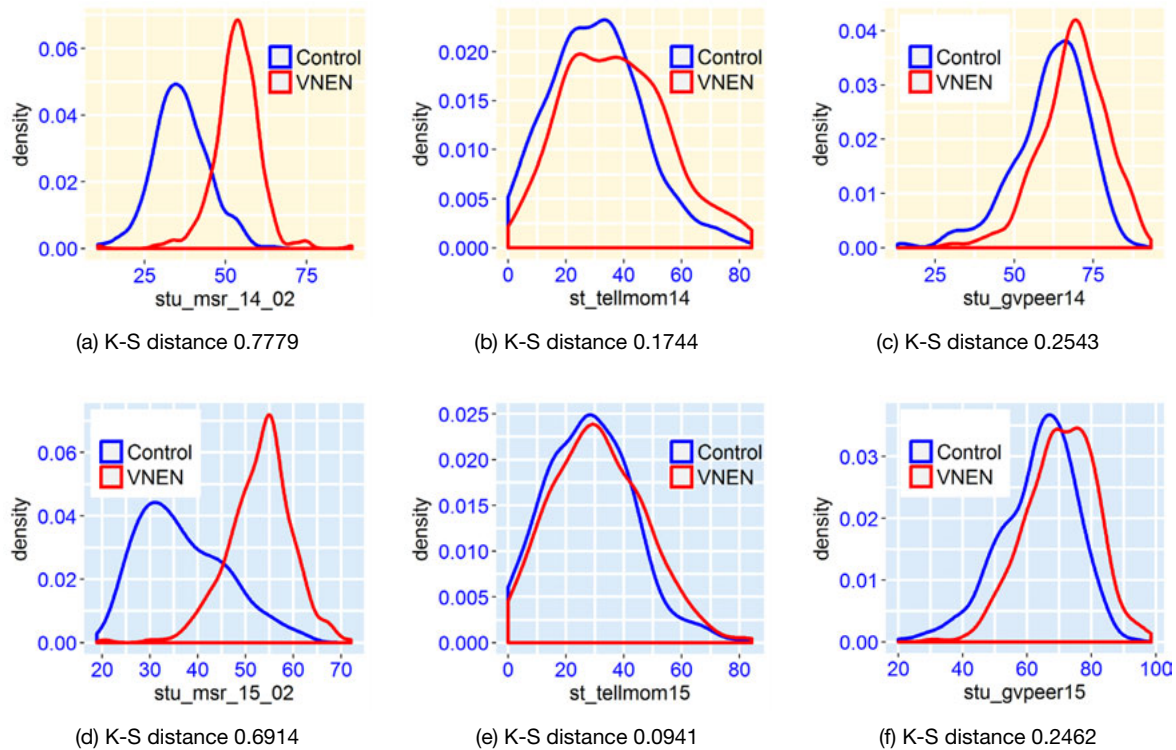 density
0.06
0.04
0.02
0.00
Control
VNEN
25
50
75
stu_msr_14_02
(a) K-S distance 0.7779
density
0.020
0.015
0.010
0.005
0.000
Control
VNEN
0
20
40
60
80
st_tellmom14
(b) K-S distance 0.1744
density
0.04
0.03
0.02
0.01
0.00
Control
VNEN
25
50
75
stu_gvpeer14
(c) K-S distance 0.2543
density
0.06
0.04
0.02
0.00
Control
VNEN
20
30
40
50
60
70
stu_msr_15_02
(d) K-S distance 0.6914
density
0.025
0.020
0.015
0.010
0.005
0.000
Control
VNEN
0
20
40
60
80
st_tellmom15
(e) K-S distance 0.0941
density
0.03
0.02
0.01
0.00
Control
VNEN
20
40
60
80
100
stu_gvpeer15
(f) K-S distance 0.2462